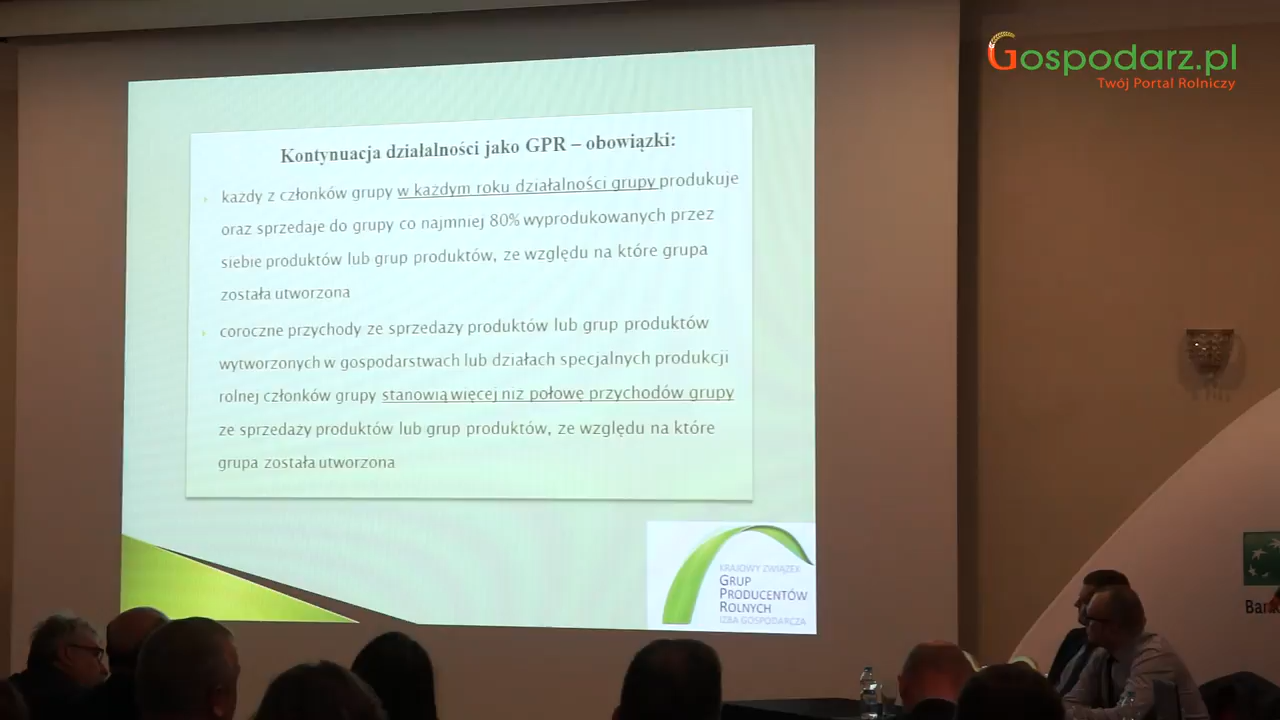 Gospodarz.pl
Twój Portal Rolniczy
Kontynuacja działalności jako GPR – obowiązki:
każdy z członków grupy w każdym roku działalności grupy produkuje
oraz sprzedaje do grupy co najmniej 80% wyprodukowanych przez
siebie produktów lub grup produktów, ze względu na które grupa
została utworzona
coroczne przychody ze sprzedaży produktów lub grup produktów
wytworzonych w gospodarstwach lub działach specjalnych produkcji
rolnej członków grupy stanowią więcej niż połowę przychodów grupy
ze sprzedaży produktów lub grup produktów, ze względu na które
grupa została utworzona
KRAJOWY ZWIĄZEK
GRUP
PRODUCENTÓW
ROLNYCH
IZBA GOSPODARCZA